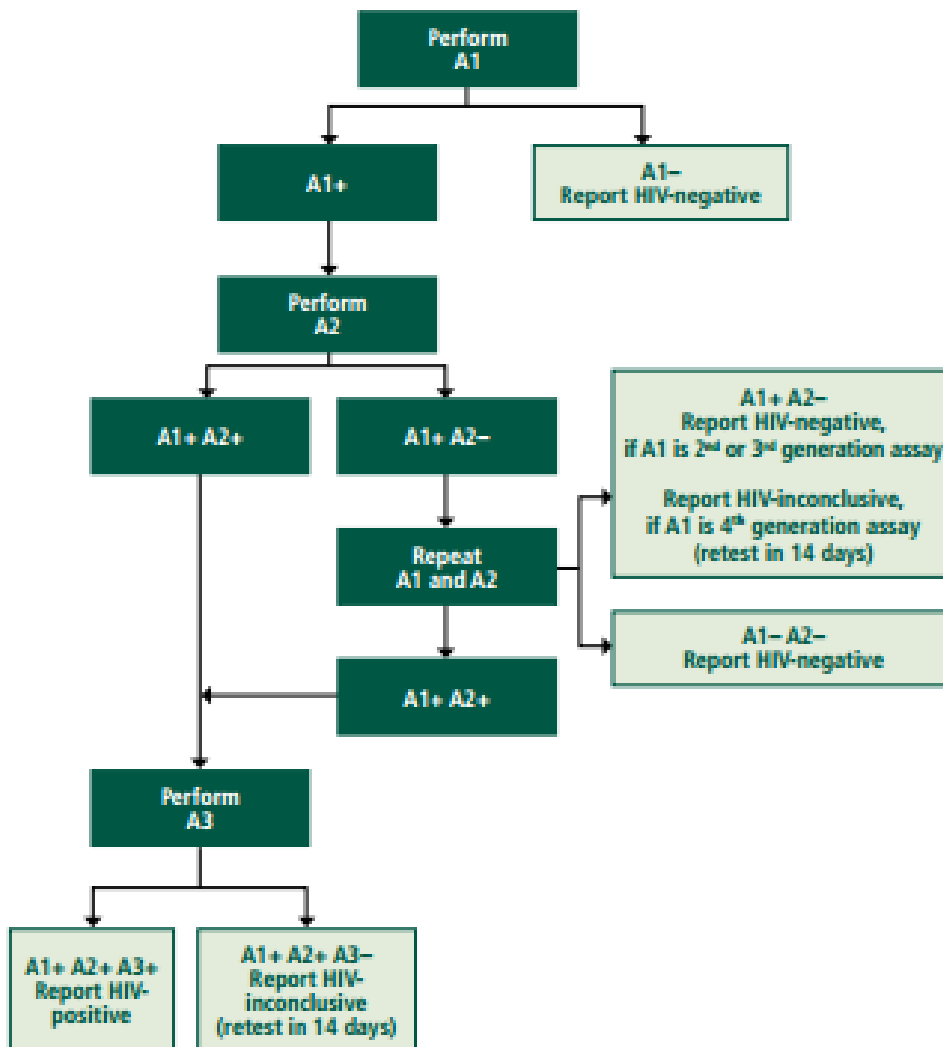 Perform
A1
A1+
A1–
Report HIV-negative
Perform
A2
A1+ A2+
A1+ A2–
A1+ A2–
Report HIV-negative,
if A1 is 2nd or 3rd generation assay
Report HIV-inconclusive,
if A1 is 4th generation assay
(retest in 14 days)
Repeat
A1 and A2
A1– A2–
Report HIV-negative
A1+ A2+
Perform
A3
A1+ A2+ A3+
Report HIV-
positive
A1+ A2+ A3–
Report HIV-
inconclusive
(retest in 14 days)